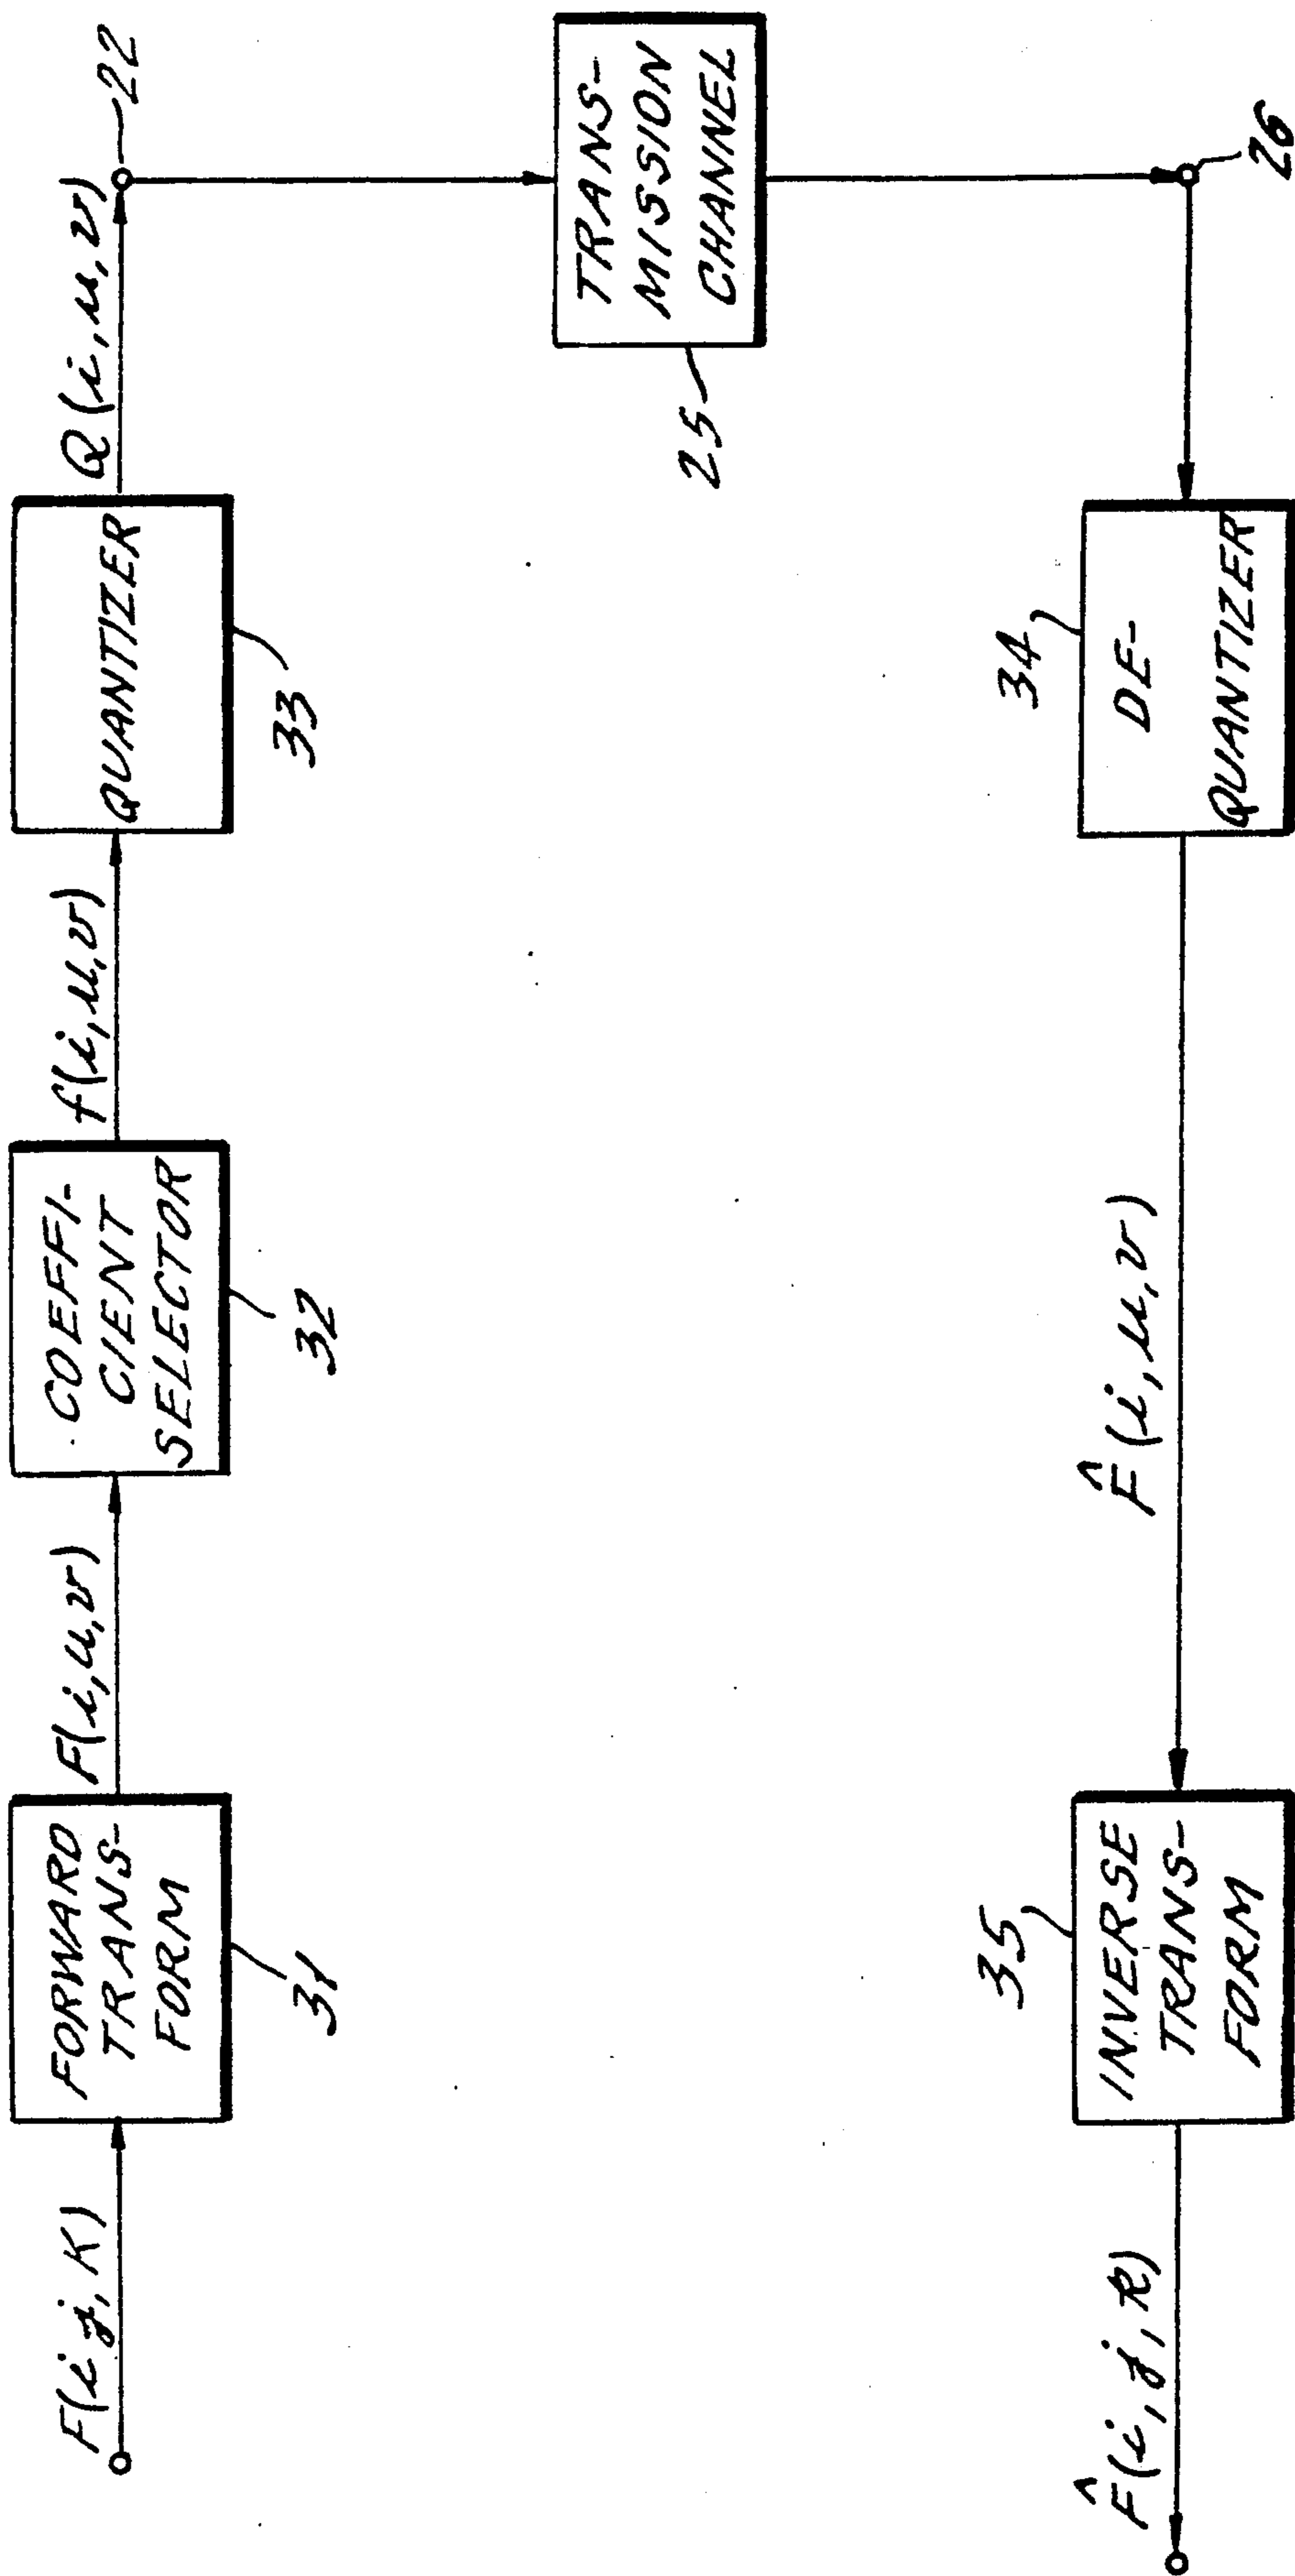 F(i j, K)
FORWARD
TRANS-
FORM
31
F(i,u,v)
COEFFI-
CIENT
SELECTOR
32
f(i,u,v)
QUANTIZER
33
Q(i,u,v)
22
TRANS-
MISSION
CHANNEL
25
26
DE-
QUANTIZER
34
F̂(i,u,v)
INVERSE
TRANS-
FORM
35
F̂(i,j,k)